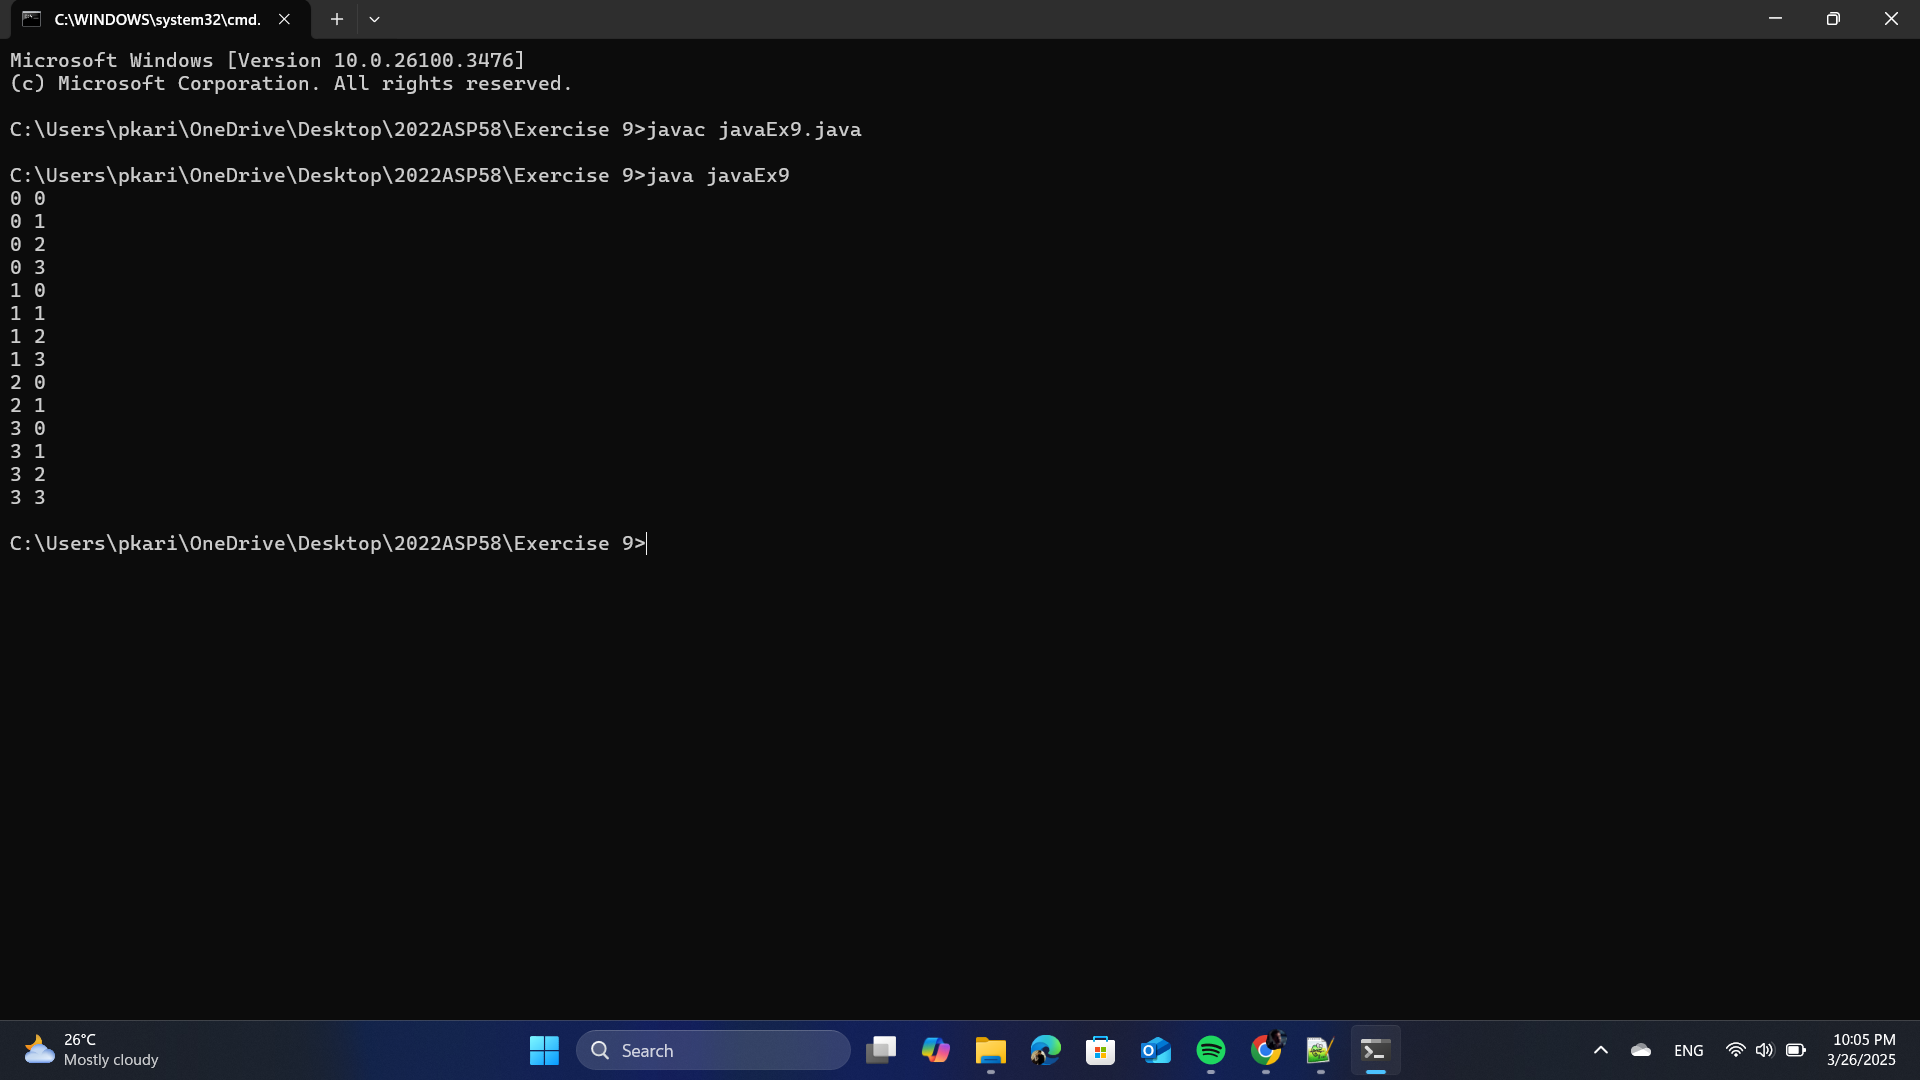 C:\WINDOWS\system32\cmd.
Microsoft Windows [Version 10.0.26100.3476]
(c) Microsoft Corporation. All rights reserved.
C:\Users\pkari\OneDrive\Desktop\2022ASP58\Exercise 9>javac javaEx9.java
C:\Users\pkari\OneDrive\Desktop\2022ASP58\Exercise 9>java javaEx9
0 0
0 1
0 2
0 3
1 0
1 1
1 2
1 3
2 0
2 1
3 0
3 1
3 2
3 3
C:\Users\pkari\OneDrive\Desktop\2022ASP58\Exercise 9>
26°C
Mostly cloudy
Search
ENG
10:05 PM
3/26/2025